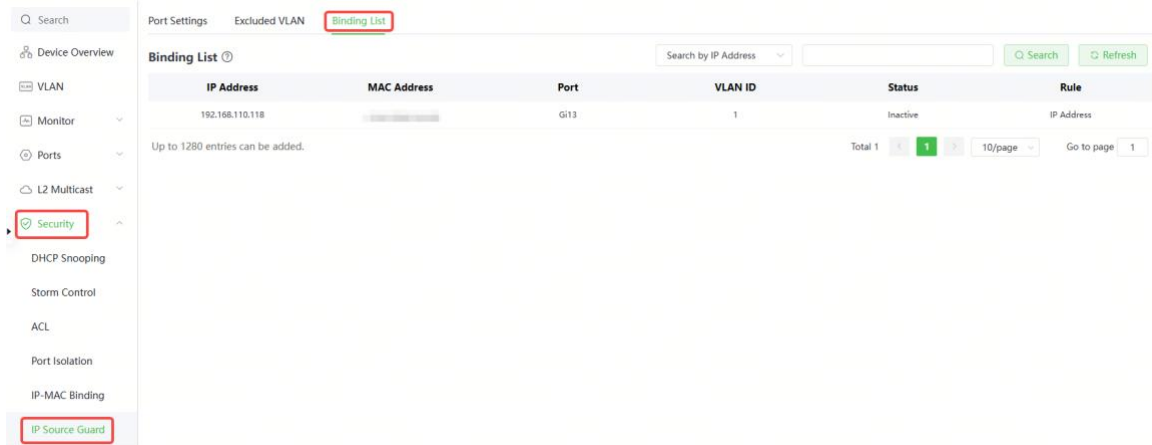 Search
Device Overview
VLAN
Monitor
Ports
L2 Multicast
Security
DHCP Snooping
Storm Control
ACL
Port Isolation
IP-MAC Binding
IP Source Guard
Port Settings Excluded VLAN Binding List
Binding List Search by IP Address Search Refresh
IP Address MAC Address Port VLAN ID Status Rule
192.168.110.118 Gi13 1 Inactive IP Address
Up to 1280 entries can be added. Total 1 < 1 > 10/page Go to page 1